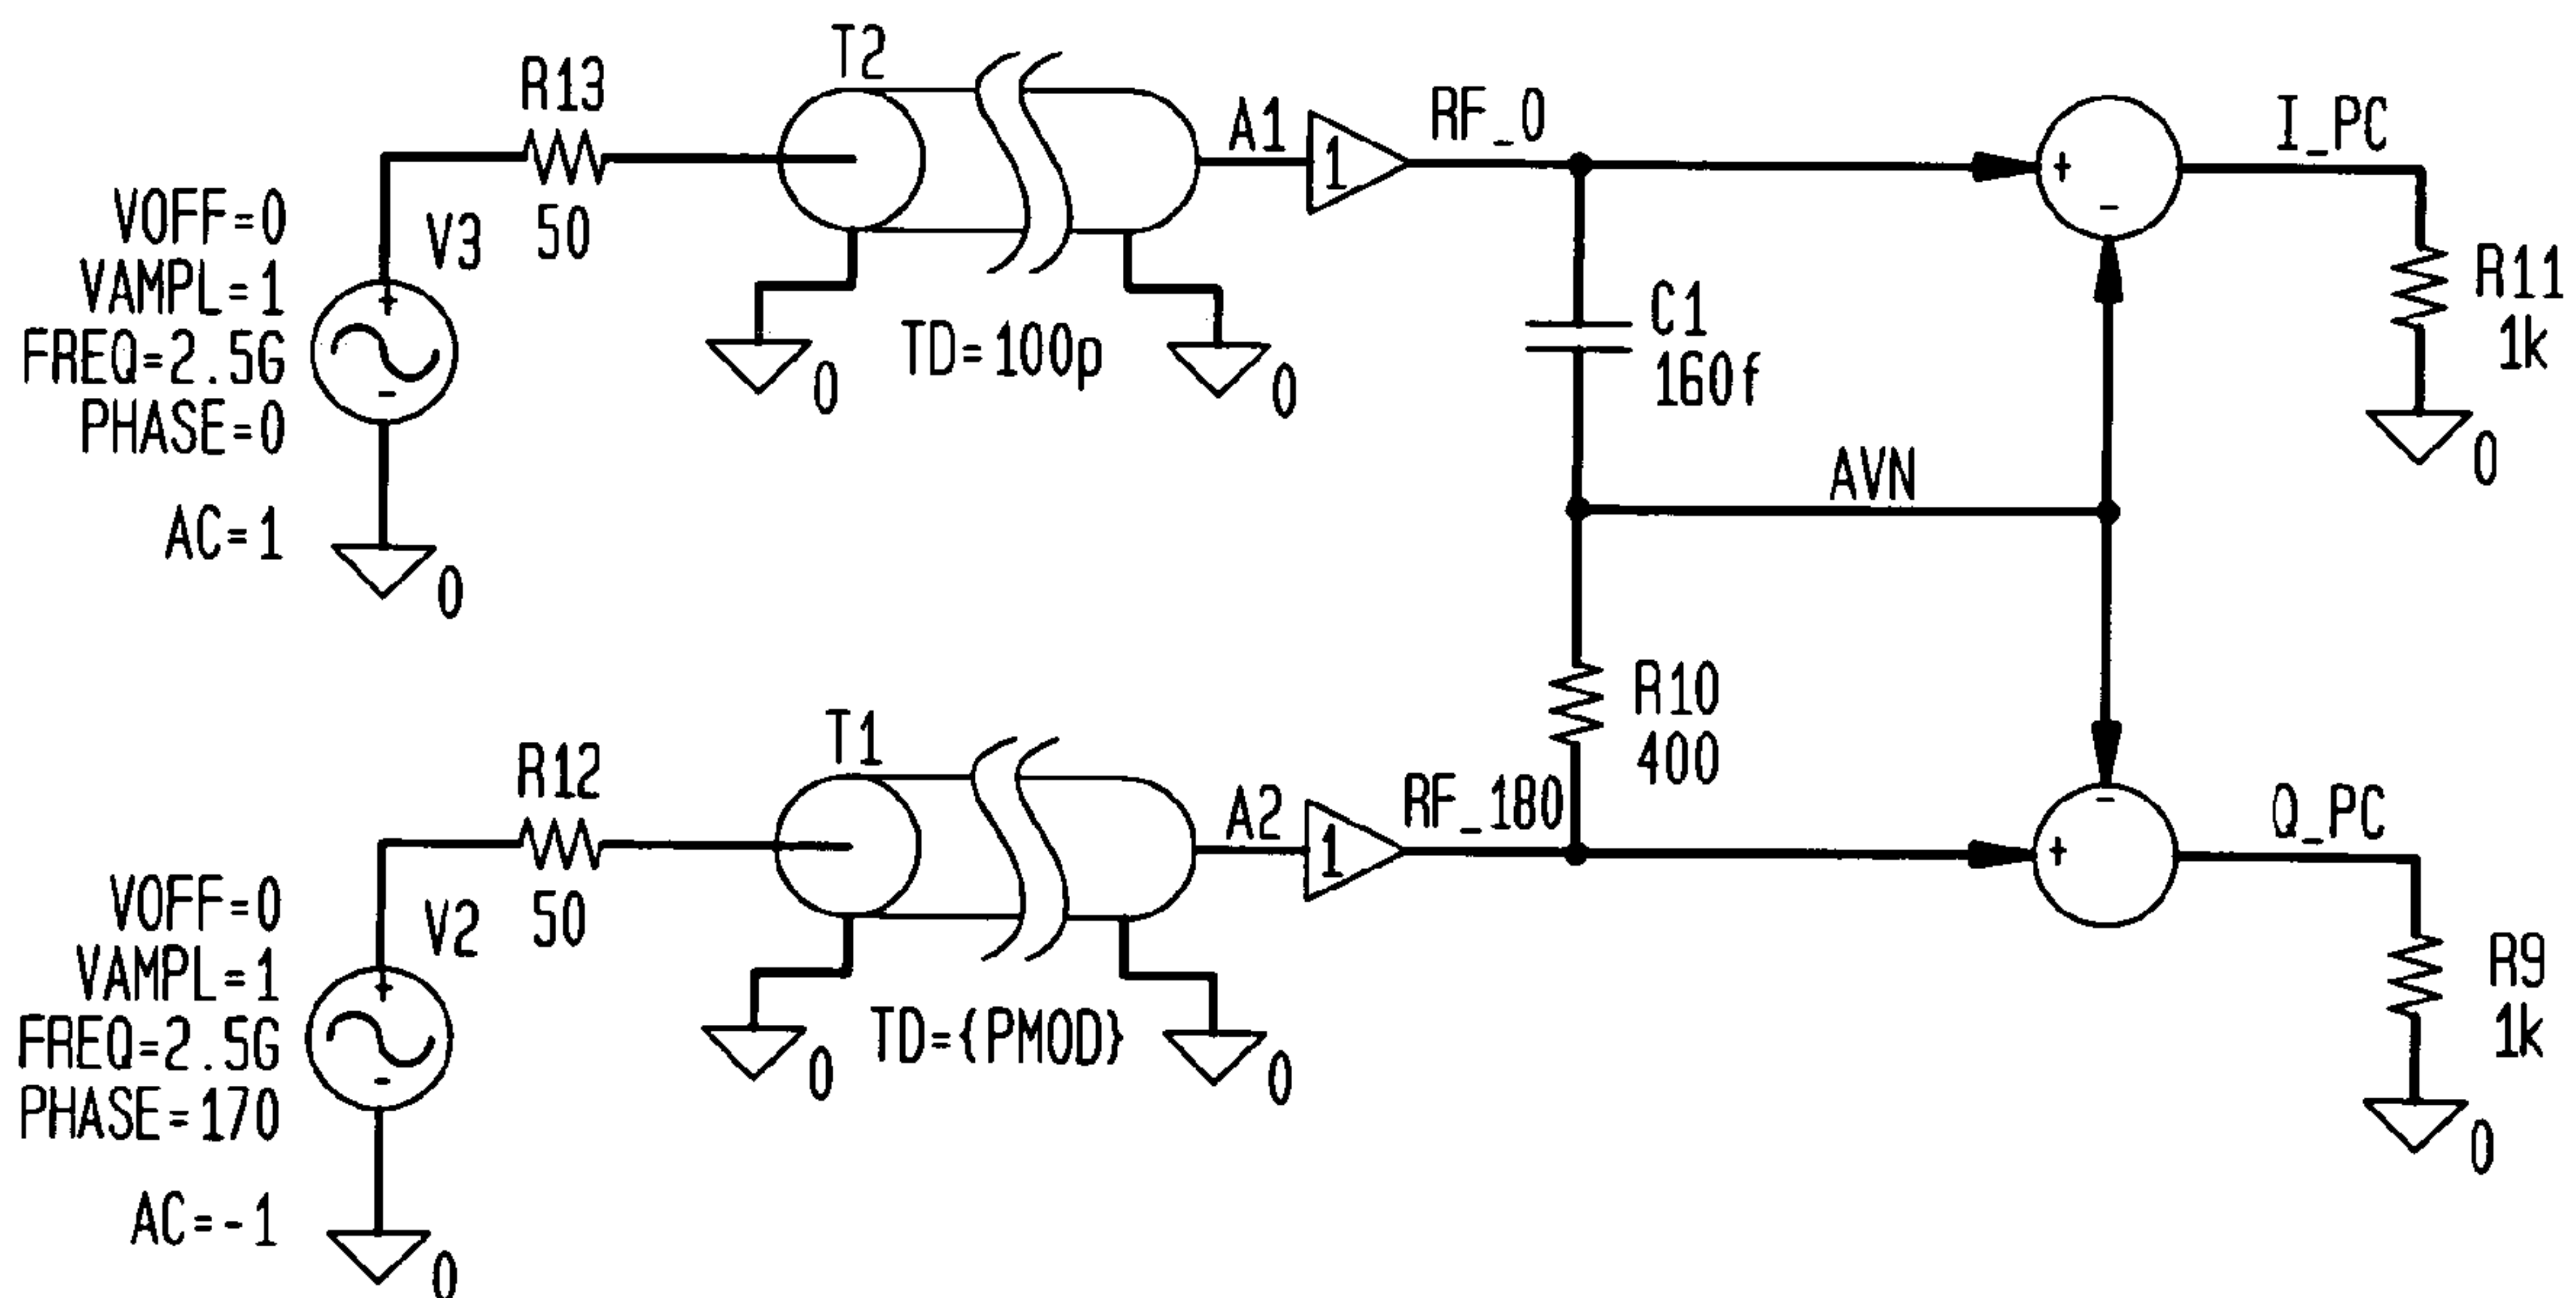 T2
R13
50
A1
1
RF_0
+
-
I_PC
VOFF=0
VAMPL=1
FREQ=2.5G
PHASE=0
V3
+
-
AC=1
0
0
TD=100p
0
C1
160f
R11
1k
0
AVN
T1
R12
50
A2
1
RF_180
R10
400
-
+
Q_PC
VOFF=0
VAMPL=1
FREQ=2.5G
PHASE=170
V2
+
-
AC=-1
0
0
TD={PMOD}
0
R9
1k
0